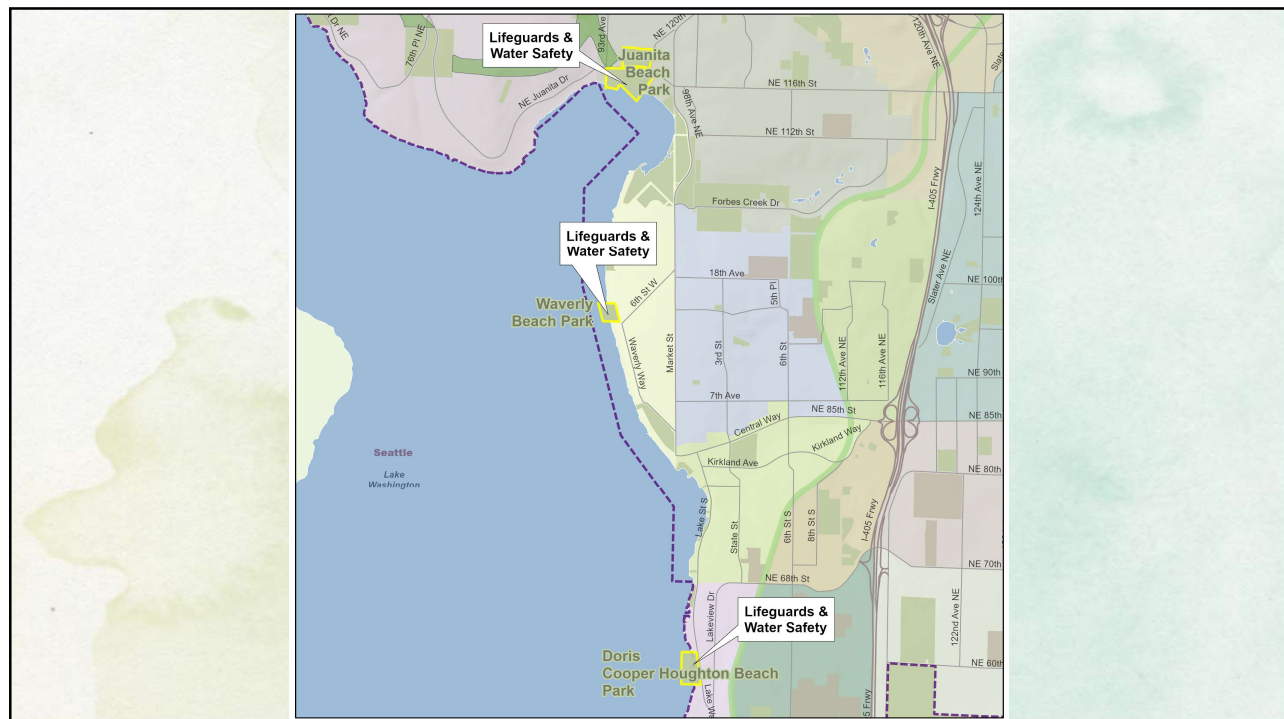 t Dr NE
76th Pl NE
93rd Ave
NE 120th
120th Ave NE
Slater
Lifeguards &
Water Safety
Juanita
Beach
Park
NE Juanita Dr
98th Ave NE
NE 116th St
NE 112th St
Forbes Creek Dr
I-405 Frwy
124th Ave NE
Slater Ave NE
Lifeguards &
Water Safety
Waverly
Beach Park
6th St W
18th Ave
5th Pl
NE 100th
Waverly Way
Market St
3rd St
6th St
112th Ave NE
116th Ave NE
NE 90th
7th Ave
NE 85th St
NE 85th
Central Way
Kirkland Way
Kirkland Ave
Seattle
Lake
Washington
NE 80th
Lake St S
State St
6th St S
8th St S
I-405 Frwy
NE 70th
NE 68th St
122nd Ave NE
Lakeview Dr
Lifeguards &
Water Safety
Doris
Cooper Houghton Beach
Park
NE 60th
Lake W
5 Frwy